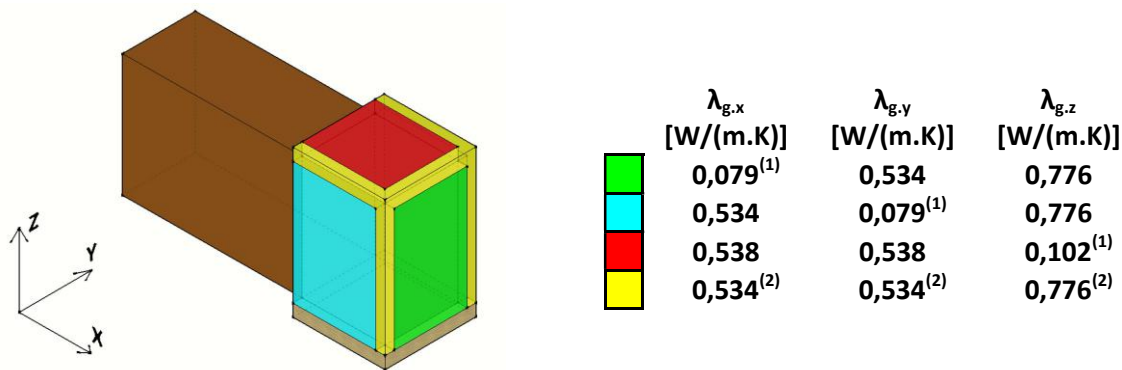 Z
Y
X
λg.x λg.y λg.z
[W/(m.K)] [W/(m.K)] [W/(m.K)]
0,079(1) 0,534 0,776
0,534 0,079(1) 0,776
0,538 0,538 0,102(1)
0,534(2) 0,534(2) 0,776(2)